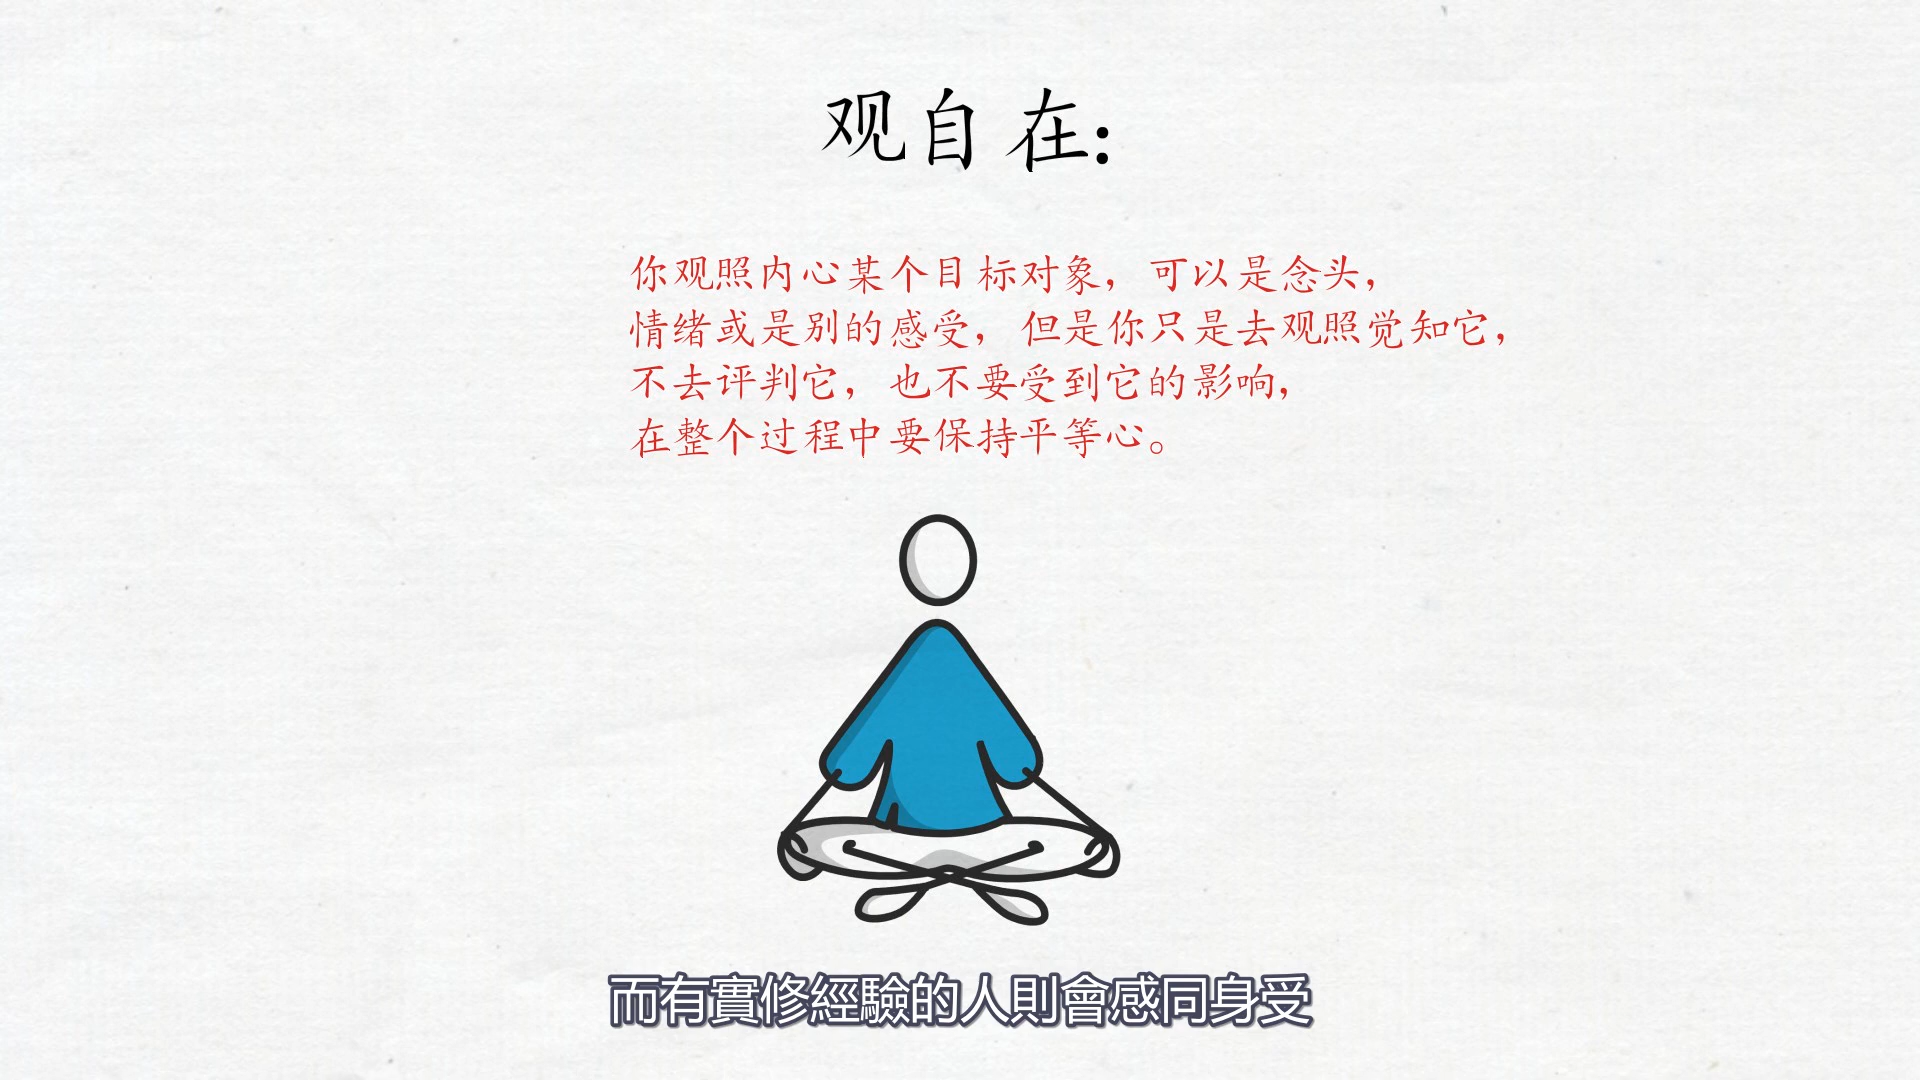 观自在:
你观照内心某个目标对象，可以是念头，
情绪或是别的感受，但是你只是去观照觉知它，
不去评判它，也不要受到它的影响，
在整个过程中要保持平等心。
而有實修經驗的人則會感同身受